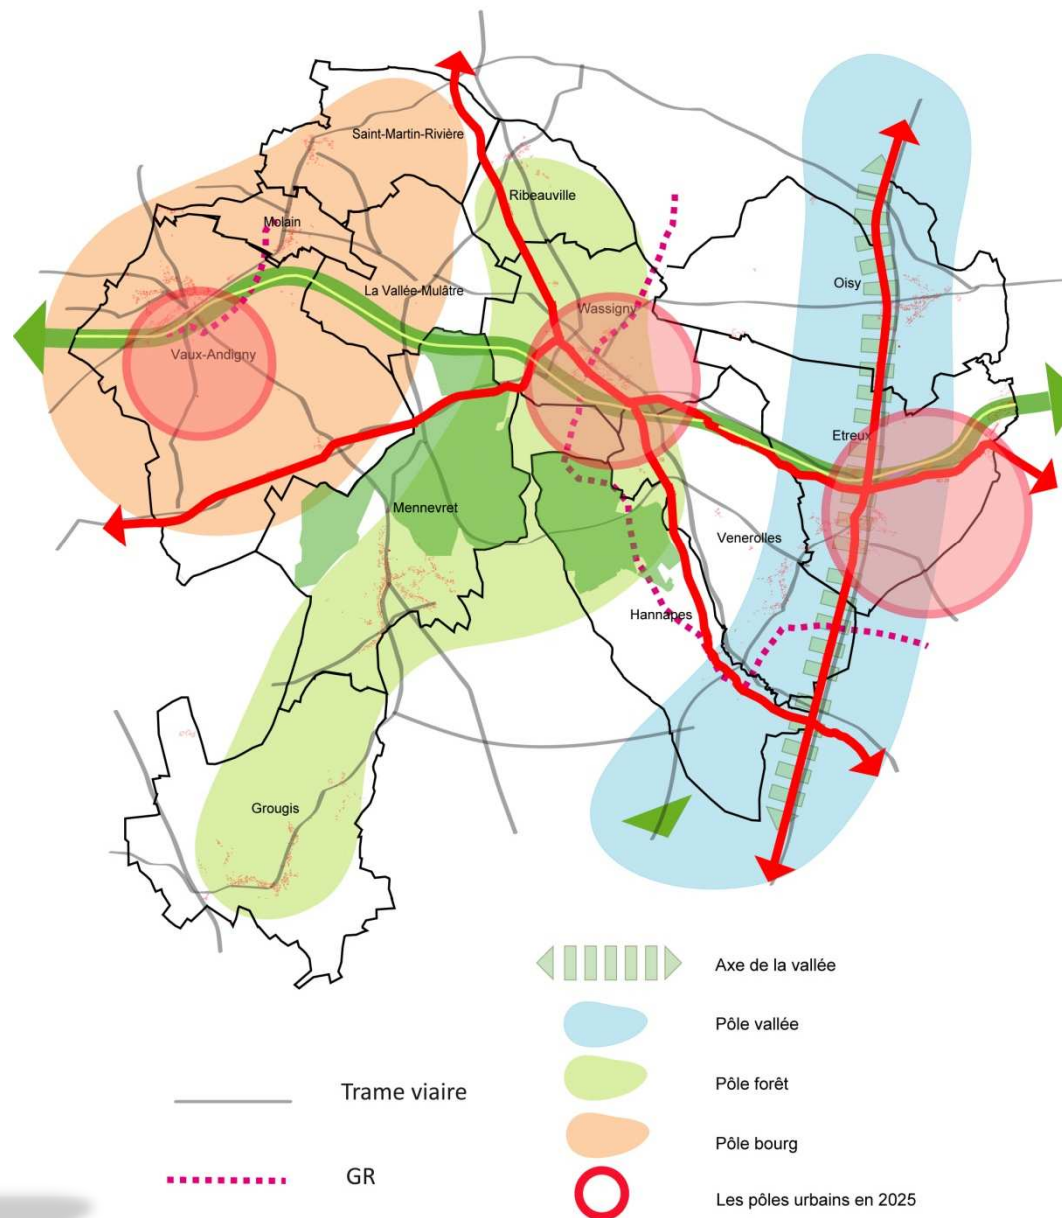 Saint-Martin-Rivière
Ribeauville
Molain
Oisy
La Vallée-Mulâtre
Wassigny
Vaux-Andigny
Etreux
Mennevret
Venerolles
Hannapes
Grougis
Axe de la vallée
Pôle vallée
Pôle forêt
Trame viaire
Pôle bourg
GR
Les pôles urbains en 2025